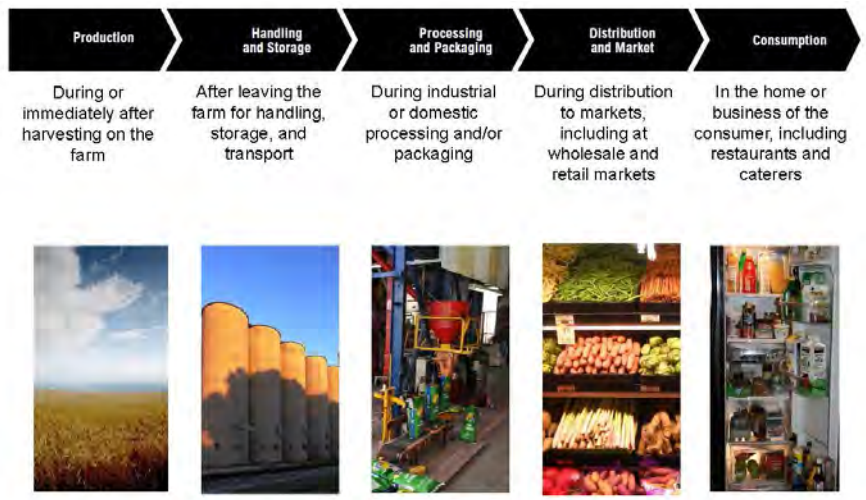 Production
Handling
and Storage
Processing
and Packaging
Distribution
and Market
Consumption
During or
immediately after
harvesting on the
farm
After leaving the
farm for handling,
storage, and
transport
During industrial
or domestic
processing and/or
packaging
During distribution
to markets,
including at
wholesale and
retail markets
In the home or
business of the
consumer, including
restaurants and
caterers